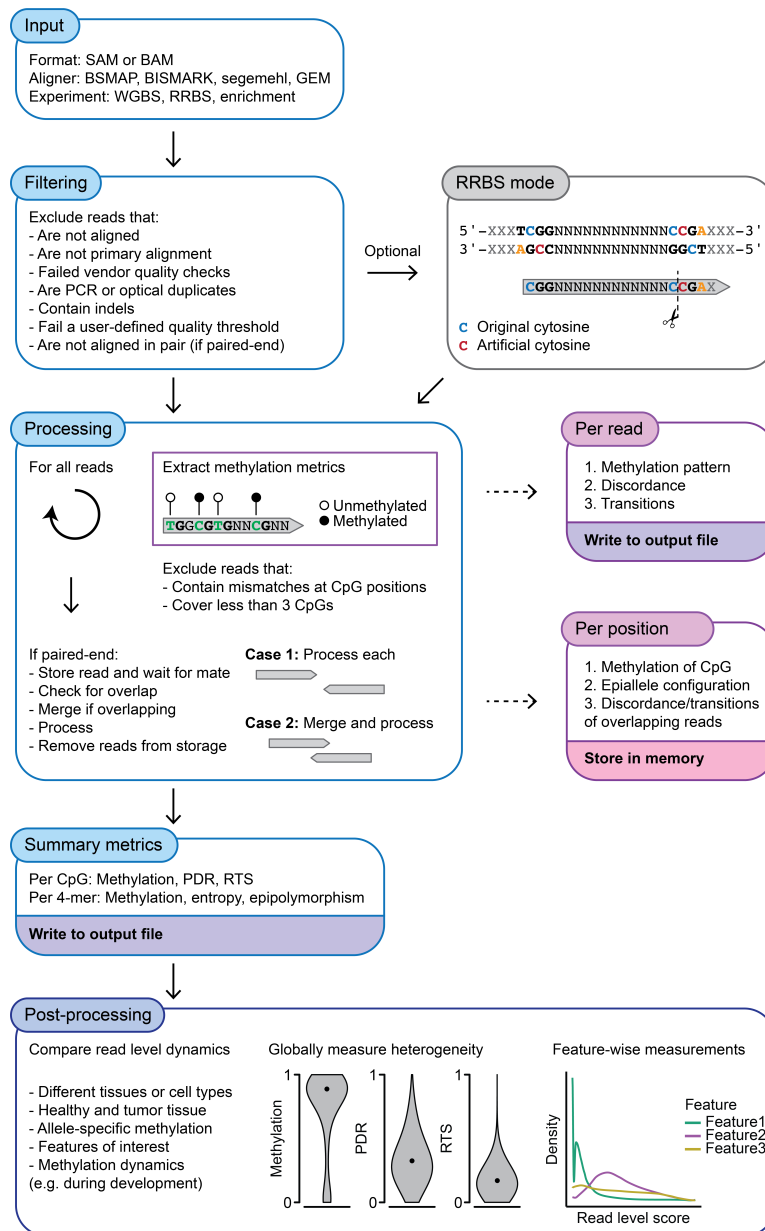 Input
Format: SAM or BAM
Aligner: BSMAP, BISMARK, segemehl, GEM
Experiment: WGBS, RRBS, enrichment
Filtering
Exclude reads that:
- Are not aligned
- Are not primary alignment
- Failed vendor quality checks
- Are PCR or optical duplicates
- Contain indels
- Fail a user-defined quality threshold
- Are not aligned in pair (if paired-end)
Optional
RRBS mode
5'-XXXTCGGNNNNNNNNNNNNCCGAXXX-3'
3'-XXXAGCCNNNNNNNNNNNNGGCTXXX-5'
CGGNNNNNNNNNNNNCCGAX
C Original cytosine
C Artificial cytosine
Processing
For all reads
Extract methylation metrics
Unmethylated
Methylated
TGGCGTGNNCGNN
Exclude reads that:
- Contain mismatches at CpG positions
- Cover less than 3 CpGs
If paired-end:
- Store read and wait for mate
- Check for overlap
- Merge if overlapping
- Process
- Remove reads from storage
Case 1: Process each
Case 2: Merge and process
Per read
1. Methylation pattern
2. Discordance
3. Transitions
Write to output file
Per position
1. Methylation of CpG
2. Epiallele configuration
3. Discordance/transitions
of overlapping reads
Store in memory
Summary metrics
Per CpG: Methylation, PDR, RTS
Per 4-mer: Methylation, entropy, epipolymorphism
Write to output file
Post-processing
Compare read level dynamics
- Different tissues or cell types
- Healthy and tumor tissue
- Allele-specific methylation
- Features of interest
- Methylation dynamics
(e.g. during development)
Globally measure heterogeneity
1
Methylation
0
1
PDR
0
1
RTS
0
Feature-wise measurements
Density
Read level score
Feature
Feature1
Feature2
Feature3